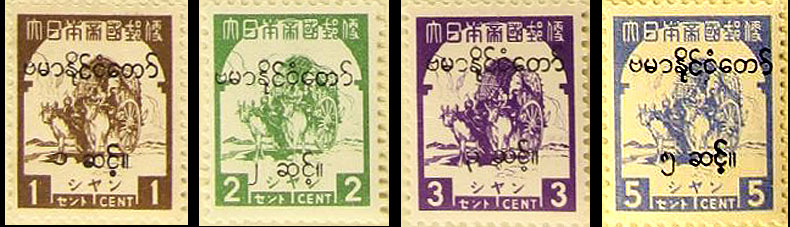 大日本帝國郵便 大日本帝國郵便 大日本帝國郵便 大日本帝國郵便
ဗမာနိုင်ငံတော် ဗမာနိုင်ငံတော် ဗမာနိုင်ငံတော် ဗမာနိုင်ငံတော်
၁ ဆင့်။ ၂ ဆင့်။ ၃ ဆင့်။ ၅ ဆင့်။
1 シヤン 1 2 シヤン 2 3 シヤン 3 5 シヤン 5
セント CENT セント CENT セント CENT セント CENT